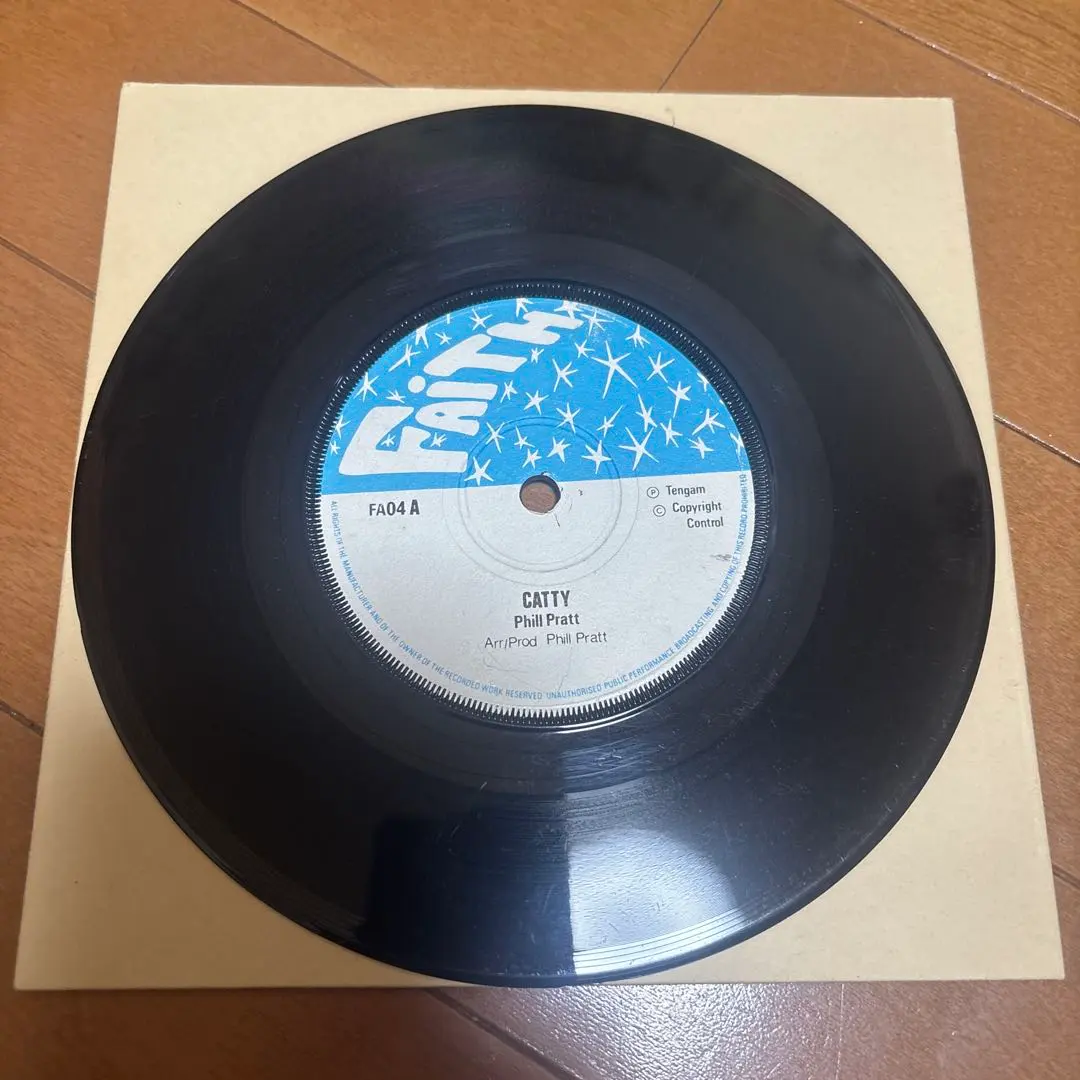 FAiTH
FA04 A
Ⓟ Tengam
© Copyright
Control
CATTY
Phill Pratt
Arr/Prod Phill Pratt
ALL RIGHTS OF THE MANUFACTURER AND OF THE OWNER OF THE RECORDED WORK RESERVED UNAUTHORISED PUBLIC PERFORMANCE BROADCASTING AND COPYING OF THIS RECORD PROHIBITED